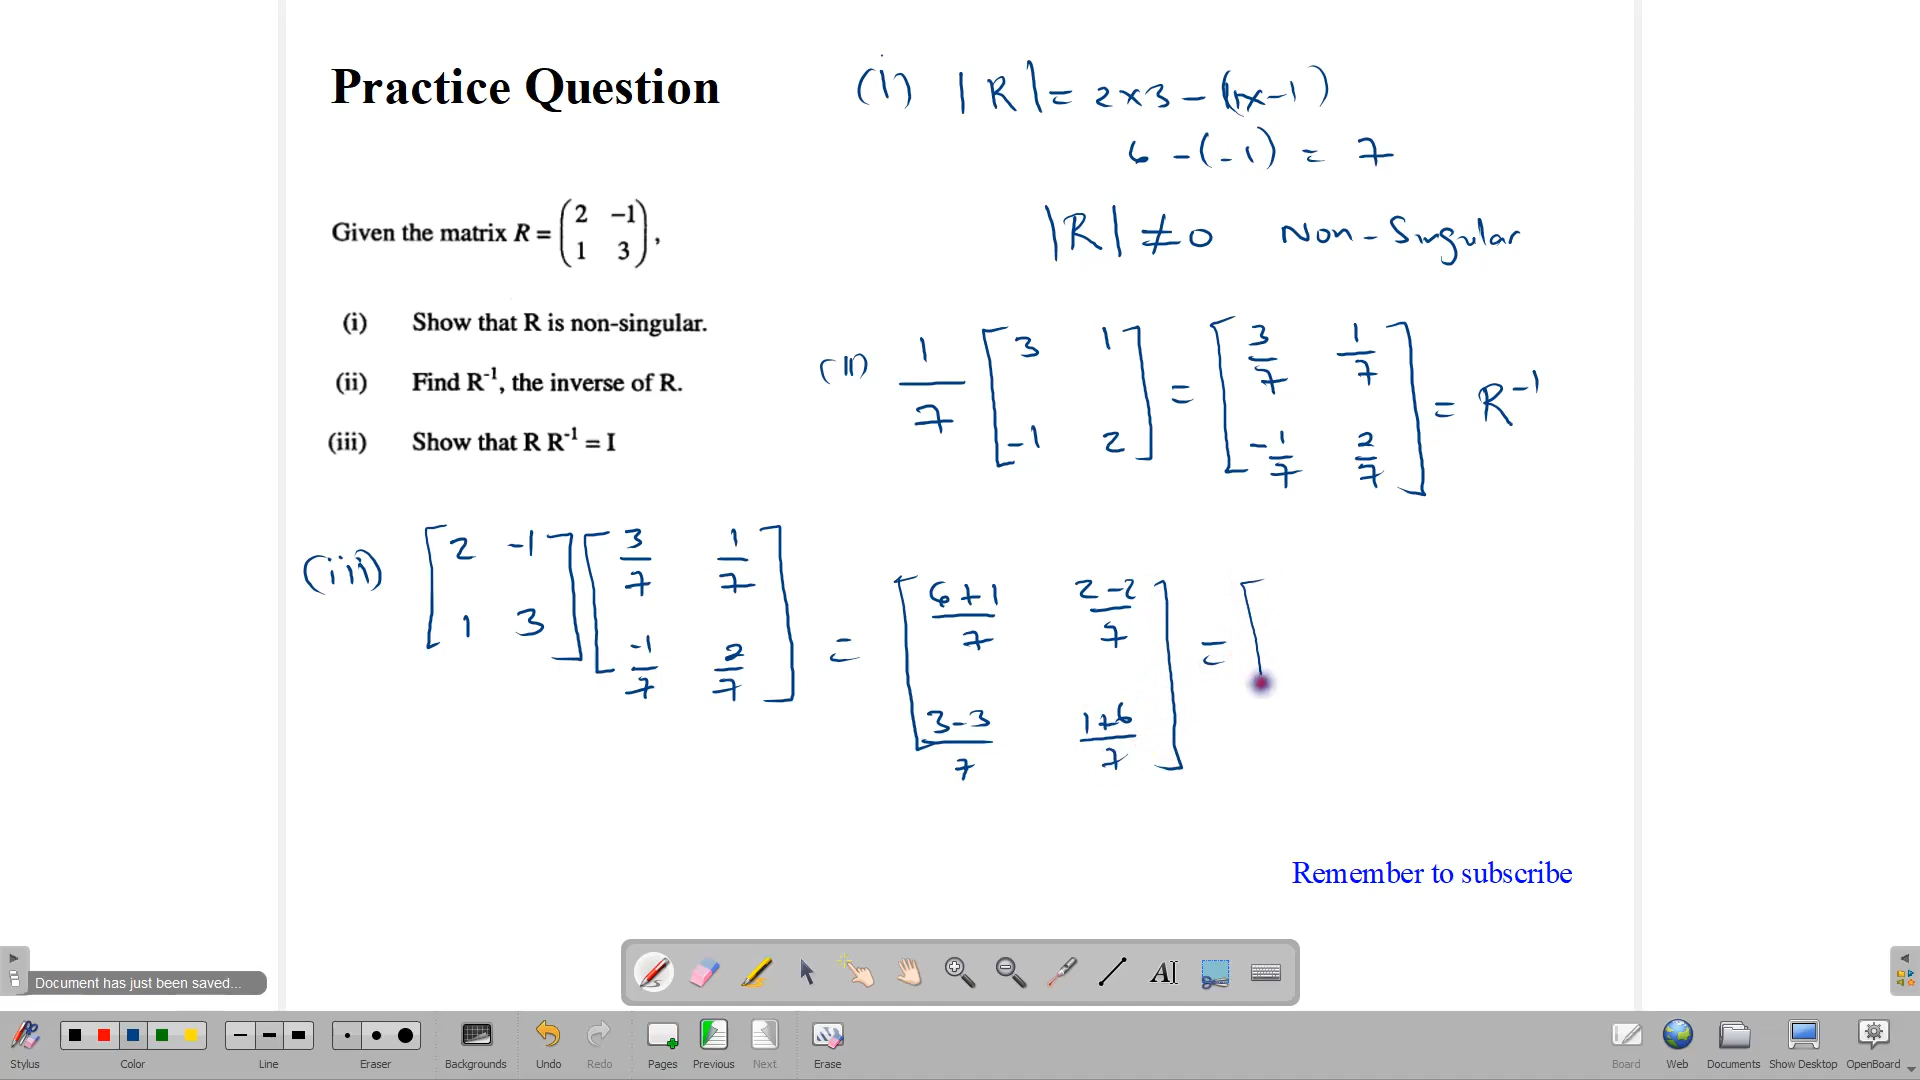 Practice Question
(i) |R| = 2x3 - (1x-1)
6 - (-1) = 7
|R| ≠ 0 Non-Singular
Given the matrix R = (2 -1
1 3),
(i) Show that R is non-singular.
(ii) Find R⁻¹, the inverse of R.
(iii) Show that R R⁻¹ = I
(ii) 1/7 [3 1
-1 2] = [3/7 1/7
-1/7 2/7] = R⁻¹
(iii) [2 -1
1 3] [3/7 1/7
-1/7 2/7] = [6+1/7 2-2/7
3-3/7 1+6/7] = [
Remember to subscribe
Document has just been saved...
Stylus Color Line Eraser Backgrounds Undo Redo Pages Previous Next Erase Board Web Documents Show Desktop OpenBoard